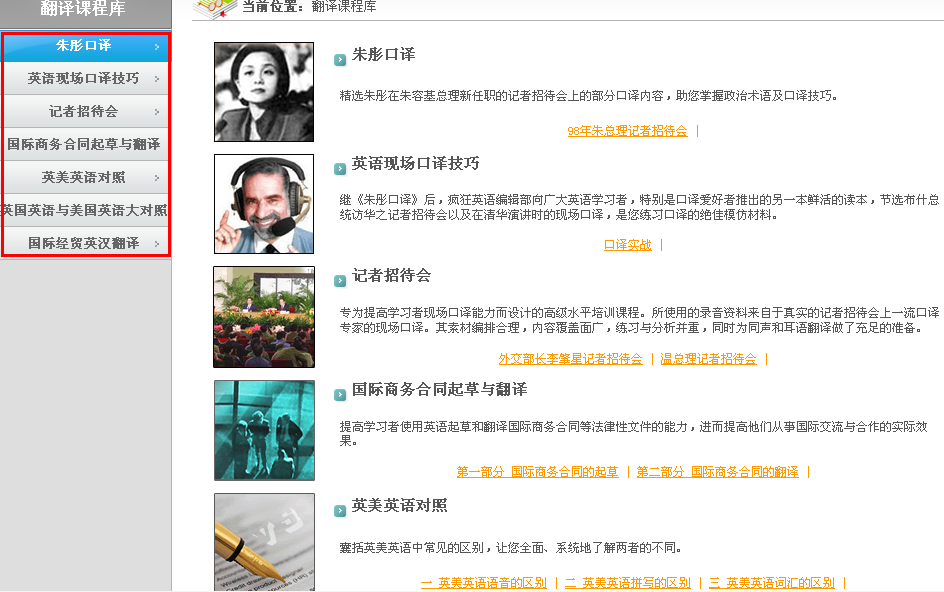 翻译课程库
当前位置：翻译课程库
朱彤口译
英语现场口译技巧
记者招待会
国际商务合同起草与翻译
英美英语对照
英国英语与美国英语大对照
国际经贸英汉翻译
朱彤口译
精选朱彤在朱容基总理新任职的记者招待会上的部分口译内容，助您掌握政治术语及口译技巧。
98年朱总理记者招待会 |
英语现场口译技巧
继《朱彤口译》后，疯狂英语编辑部向广大英语学习者，特别是口译爱好者推出的另一本鲜活的读本，节选布什总
统访华之记者招待会以及在清华演讲时的现场口译，是您练习口译的绝佳模仿材料。
口译实战 |
记者招待会
专为提高学习者现场口译能力而设计的高级水平培训课程。所使用的录音资料来自于真实的记者招待会上一流口译
专家的现场口译。其素材编排合理，内容覆盖面广，练习与分析并重，同时为同声和耳语翻译做了充足的准备。
外交部长李肇星记者招待会 | 温总理记者招待会 |
国际商务合同起草与翻译
提高学习者使用英语起草和翻译国际商务合同等法律性文件的能力，进而提高他们从事国际交流与合作的实际效
果。
第一部分 国际商务合同的起草 | 第二部分 国际商务合同的翻译 |
英美英语对照
囊括英美英语中常见的区别，让您全面、系统地了解两者的不同。
一 英美英语语音的区别 | 二 英美英语拼写的区别 | 三 英美英语词汇的区别 |